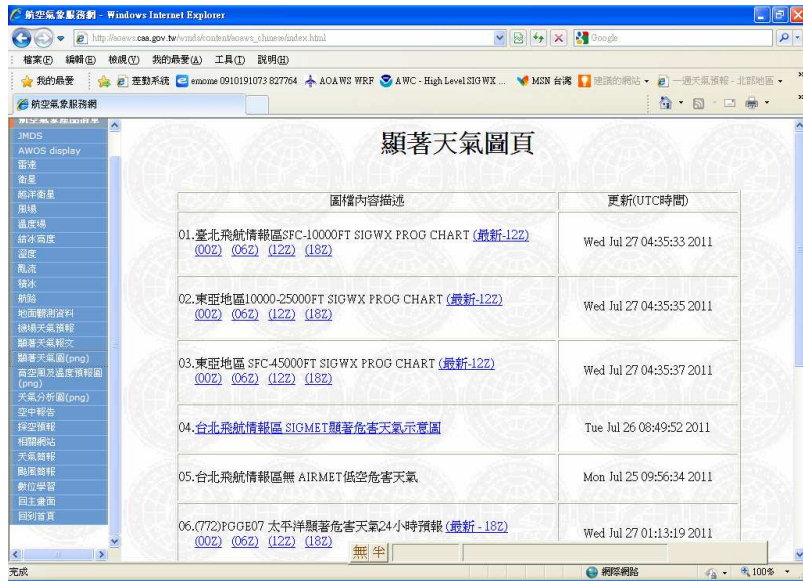 航空氣象服務網 - Windows Internet Explorer
http://aoaws.caa.gov.tw/wmds/content/aoaws_chinese/index.html
Google
檔案(F) 編輯(E) 檢視(V) 我的最愛(A) 工具(T) 說明(H)
我的最愛 差勤系統 emome 0910191073 827764 AOAWS WRF AWC - High Level SIGWX ... MSN 台灣 建議的網站 一週天氣預報 - 北部地區
航空氣象服務網
JMDS
AWOS display
雷達
衛星
越洋衛星
風場
溫度場
結冰高度
溼度
亂流
積冰
航路
地面觀測資料
機場天氣預報
顯著天氣報文
顯著天氣圖(png)
高空風及溫度預報圖
(png)
天氣分析圖(png)
空中報告
探空預報
相關網站
天氣簡報
颱風簡報
數位學習
回主畫面
回到首頁
顯著天氣圖頁
圖檔內容描述 更新(UTC時間)
01.臺北飛航情報區SFC-10000FT SIGWX PROG CHART (最新-12Z)
(00Z) (06Z) (12Z) (18Z)
Wed Jul 27 04:35:33 2011
02.東亞地區10000-25000FT SIGWX PROG CHART (最新-12Z)
(00Z) (06Z) (12Z) (18Z)
Wed Jul 27 04:35:35 2011
03.東亞地區 SFC-45000FT SIGWX PROG CHART (最新-12Z)
(00Z) (06Z) (12Z) (18Z)
Wed Jul 27 04:35:37 2011
04.台北飛航情報區 SIGMET顯著危害天氣示意圖
Tue Jul 26 08:49:52 2011
05.台北飛航情報區無 AIRMET低空危害天氣
Mon Jul 25 09:56:34 2011
06.(772)PGGE07 太平洋顯著危害天氣24小時預報 (最新 - 18Z)
(00Z) (06Z) (12Z) (18Z)
Wed Jul 27 01:13:19 2011
無 半
完成
網際網路
100%